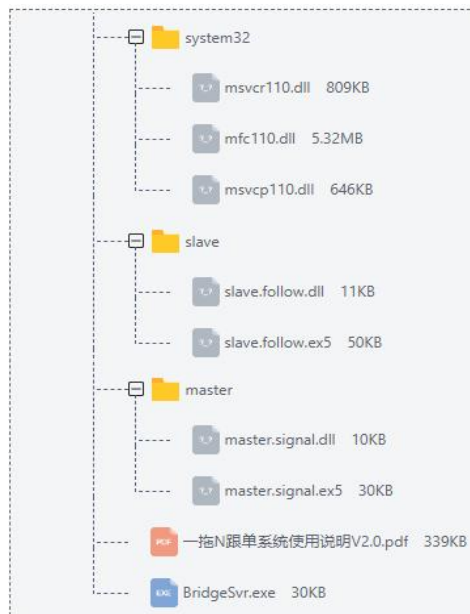 system32
msvcr110.dll 809KB
mfc110.dll 5.32MB
msvcp110.dll 646KB
slave
slave.follow.dll 11KB
slave.follow.ex5 50KB
master
master.signal.dll 10KB
master.signal.ex5 30KB
PDF 一拖N跟单系统使用说明V2.0.pdf 339KB
EXE BridgeSvr.exe 30KB